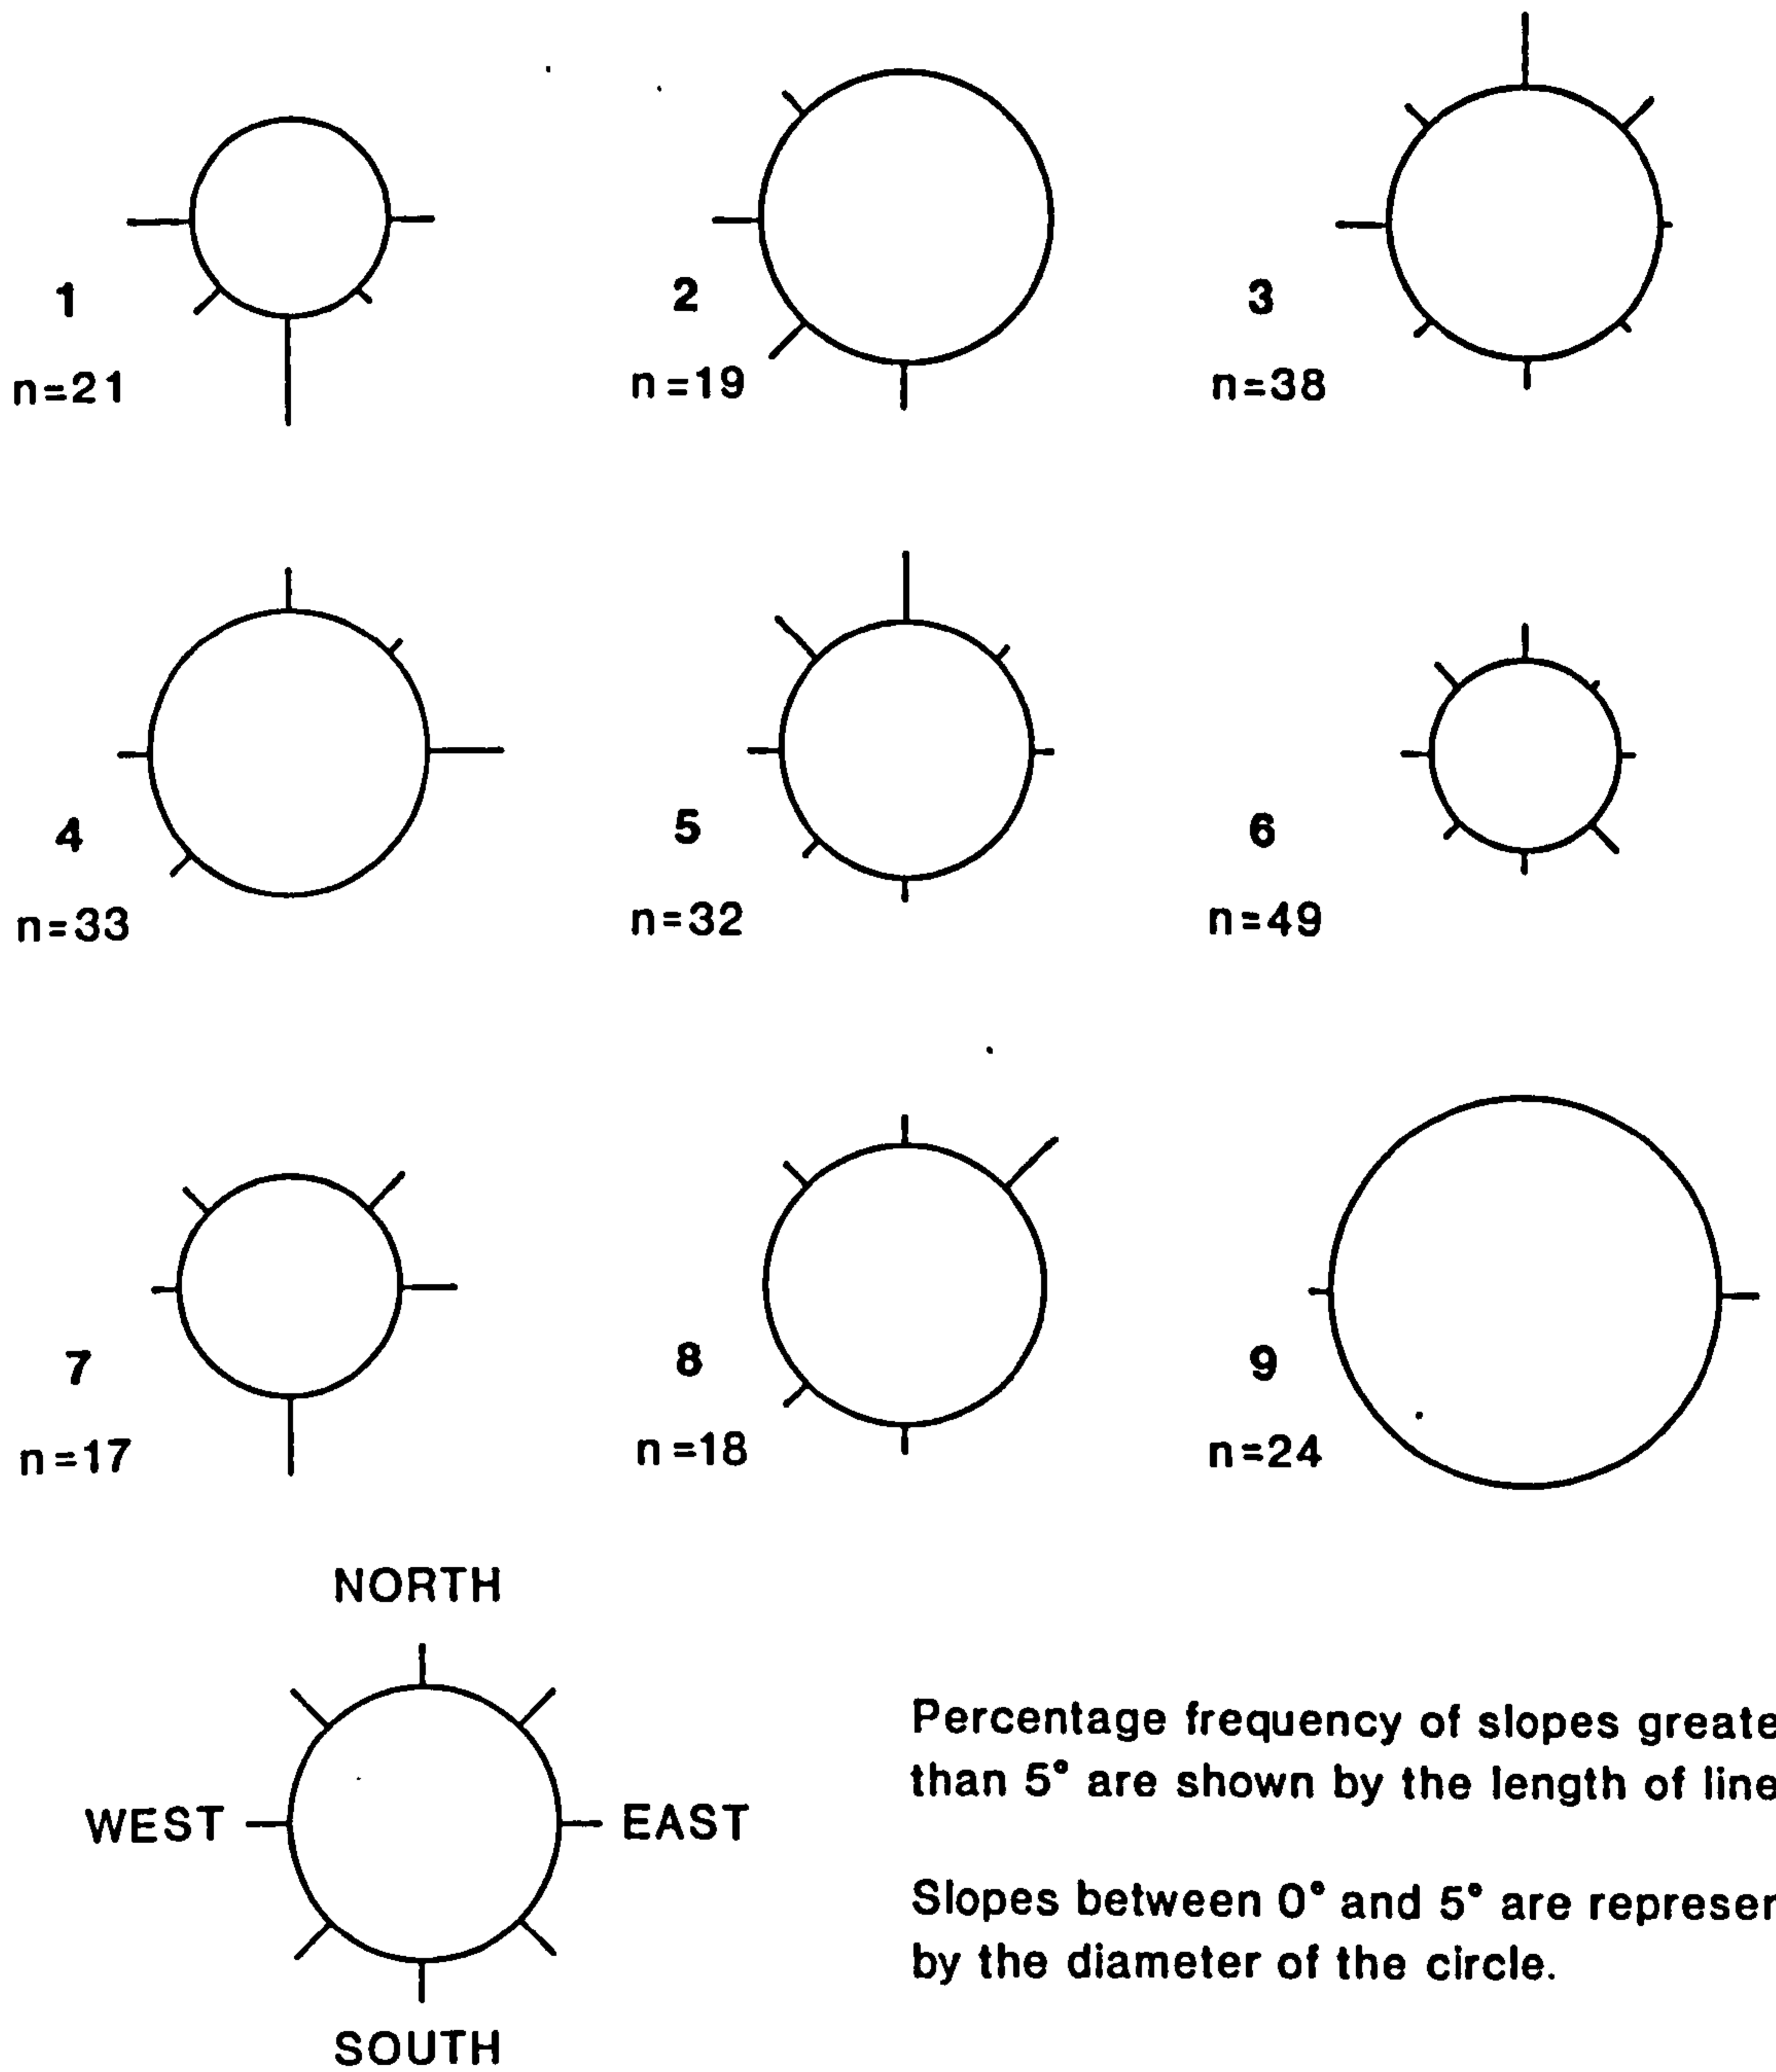 1
n=21
2
n=19
3
n=38
4
n=33
5
n=32
6
n=49
7
n=17
8
n=18
9
n=24
NORTH
WEST
EAST
SOUTH
Percentage frequency of slopes greate
than 5° are shown by the length of line
Slopes between 0° and 5° are represer
by the diameter of the circle.